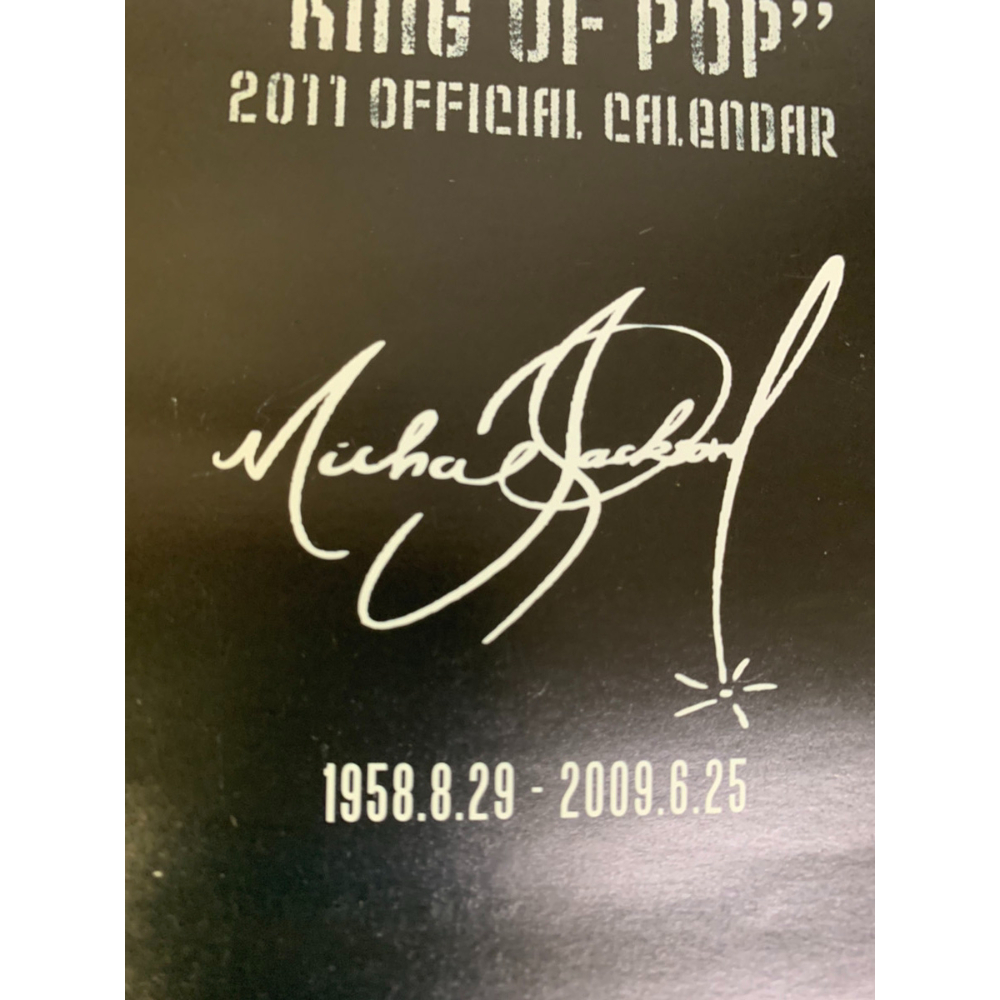 KING OF POP”
2011 OFFICIAL CALENDAR
Michael Jackson
1958.8.29 - 2009.6.25